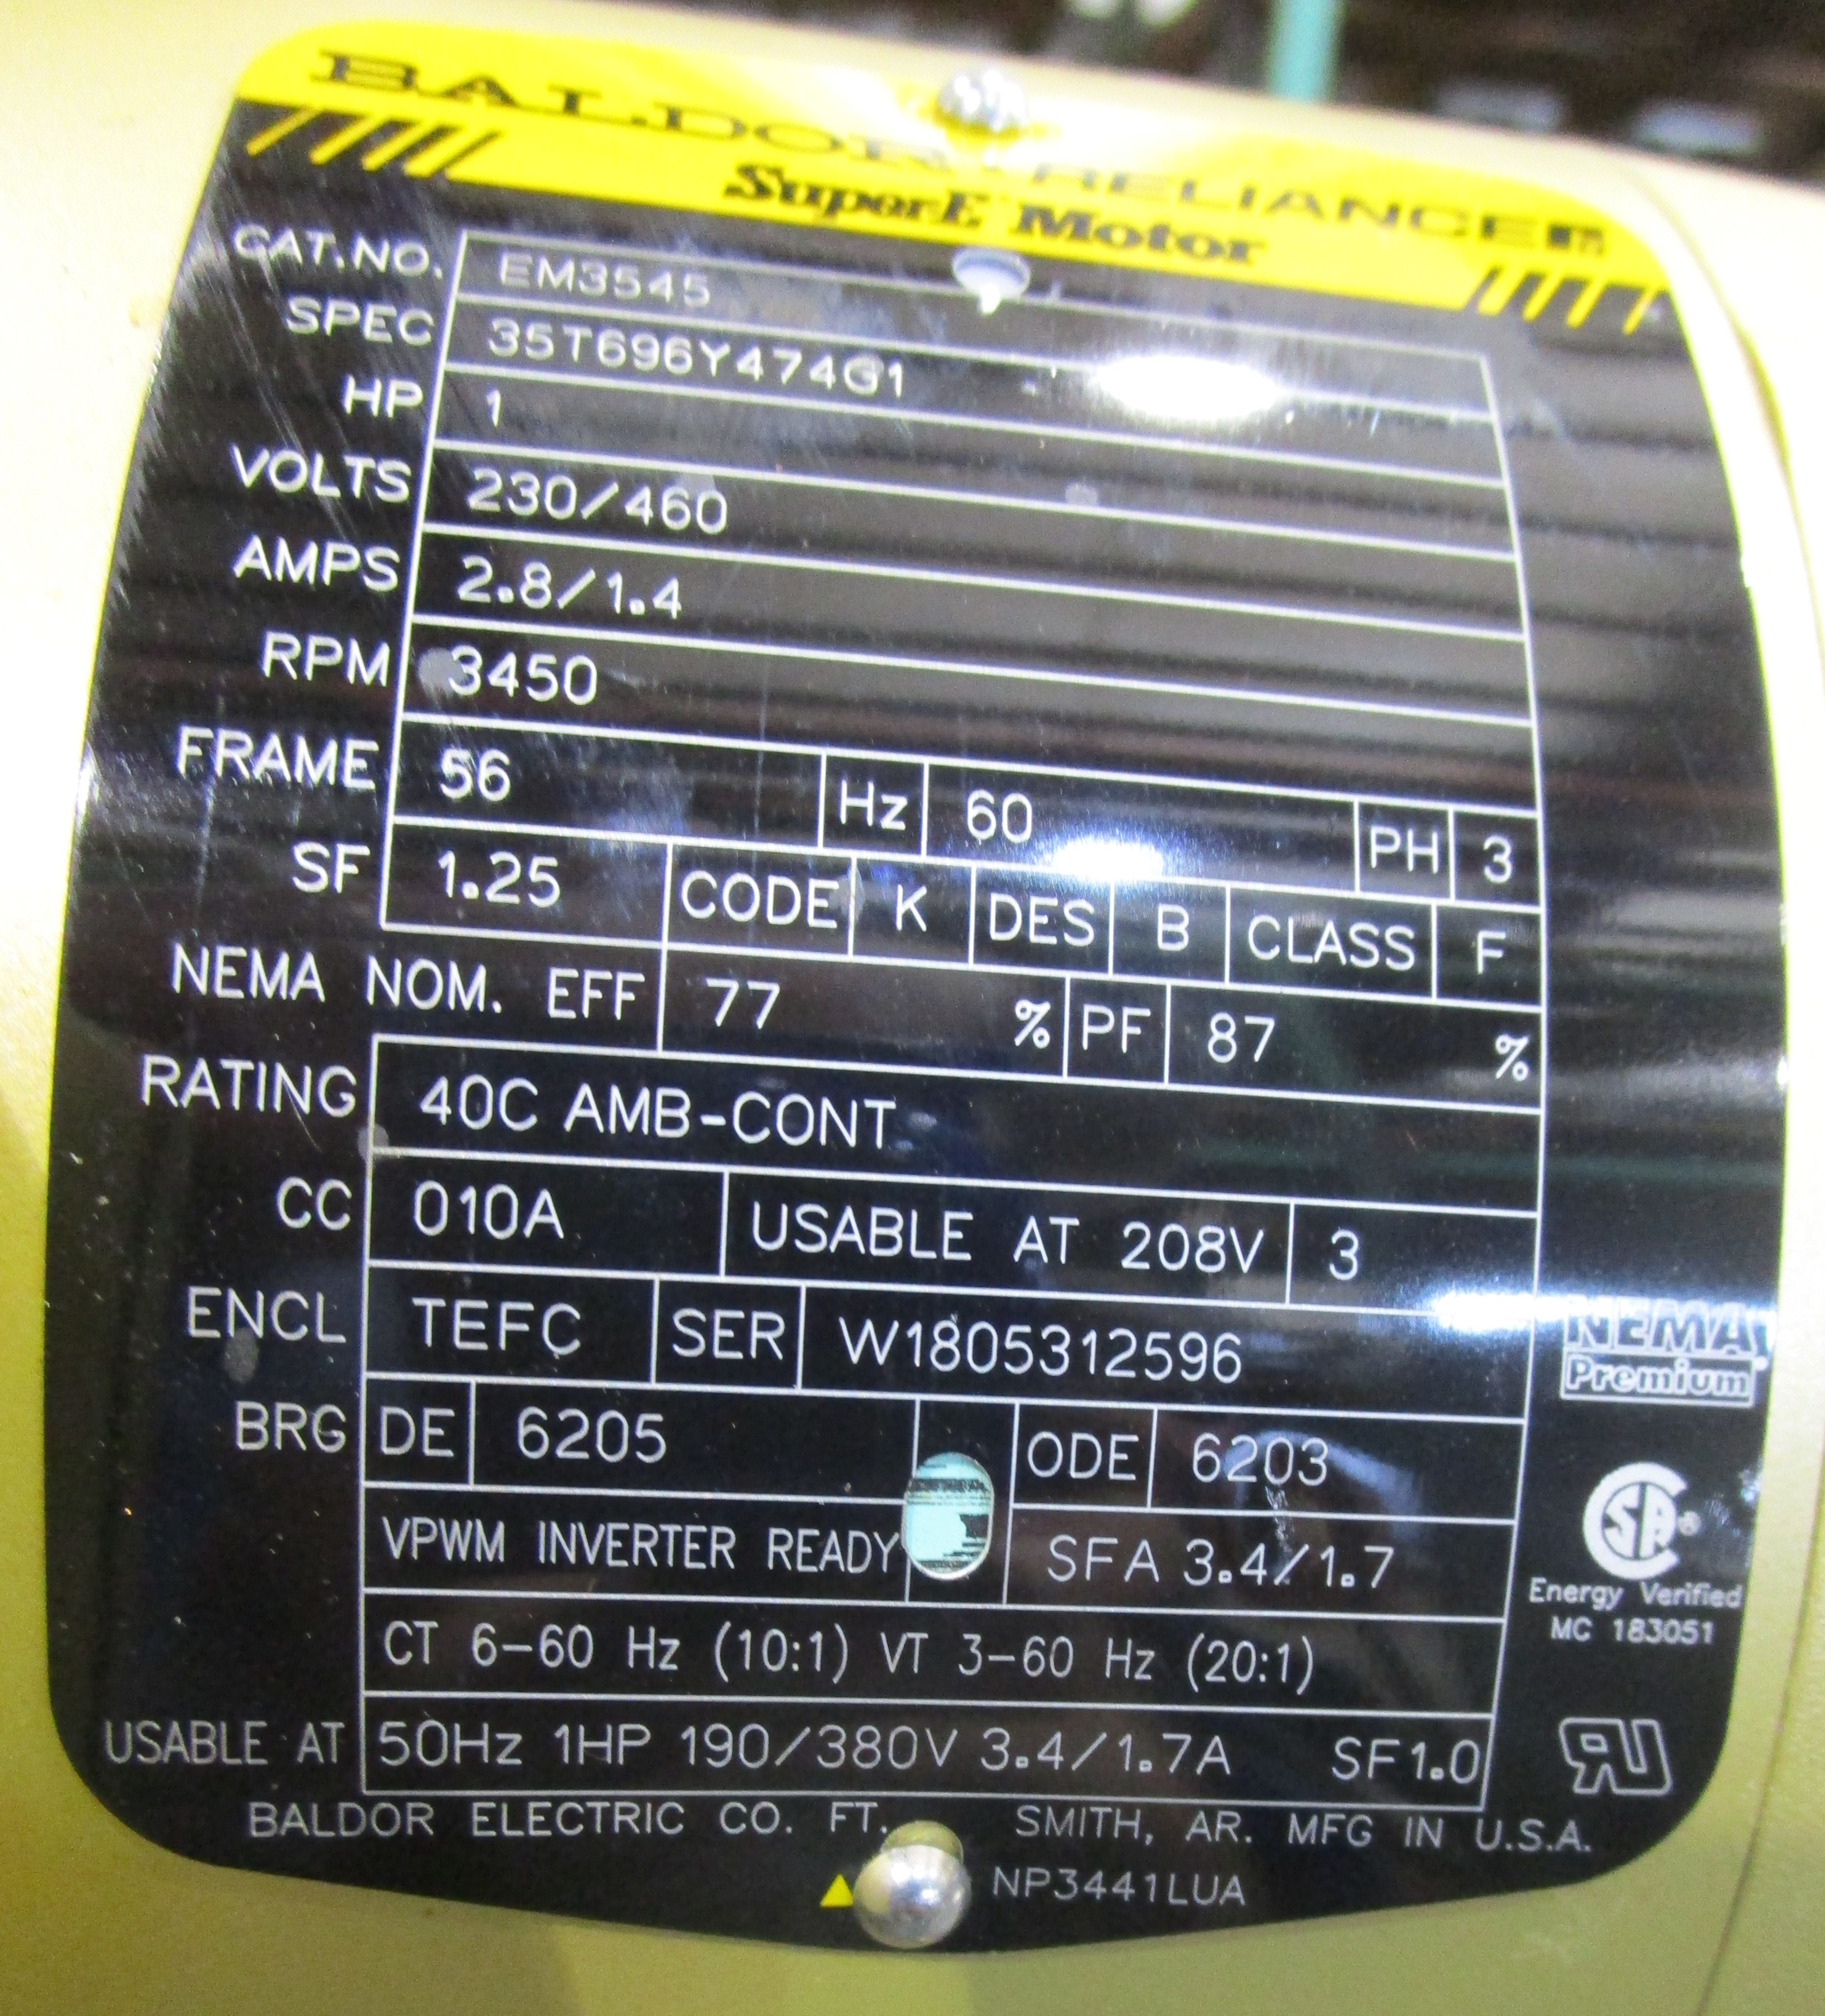 BALDOR·RELIANCE
SuperE Motor
CAT.NO. EM3545
SPEC 35T696Y474G1
HP 1
VOLTS 230/460
AMPS 2.8/1.4
RPM 3450
FRAME 56 Hz 60 PH 3
SF 1.25 CODE K DES B CLASS F
NEMA NOM. EFF 77 % PF 87 %
RATING 40C AMB-CONT
CC 010A USABLE AT 208V 3
ENCL TEFC SER W1805312596
NEMA
Premium
BRG DE 6205 ODE 6203
VPWM INVERTER READY SFA 3.4/1.7
SA®
Energy Verified
MC 183051
CT 6-60 Hz (10:1) VT 3-60 Hz (20:1)
USABLE AT 50Hz 1HP 190/380V 3.4/1.7A SF1.0
RU
BALDOR ELECTRIC CO. FT. SMITH, AR. MFG IN U.S.A.
NP3441LUA